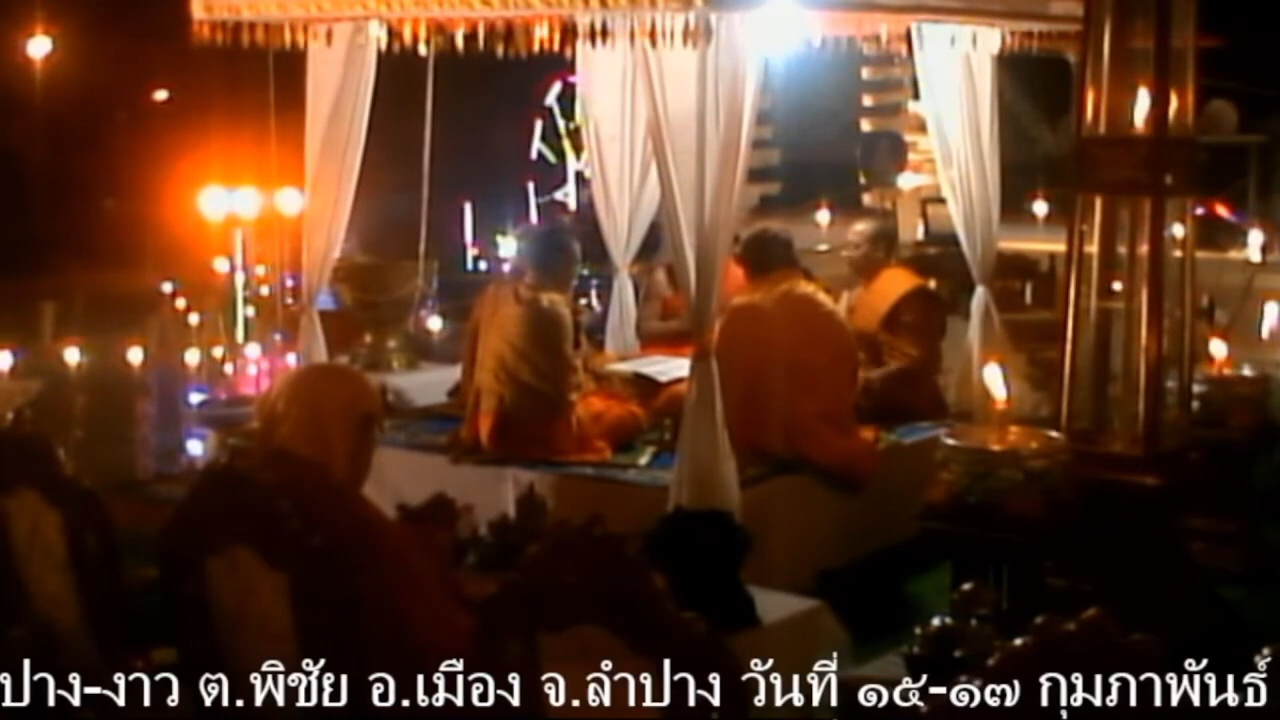 ปาง-งาว ต.พิชัย อ.เมือง จ.ลำปาง วันที่ ๑๕-๑๗ กุมภาพันธ์